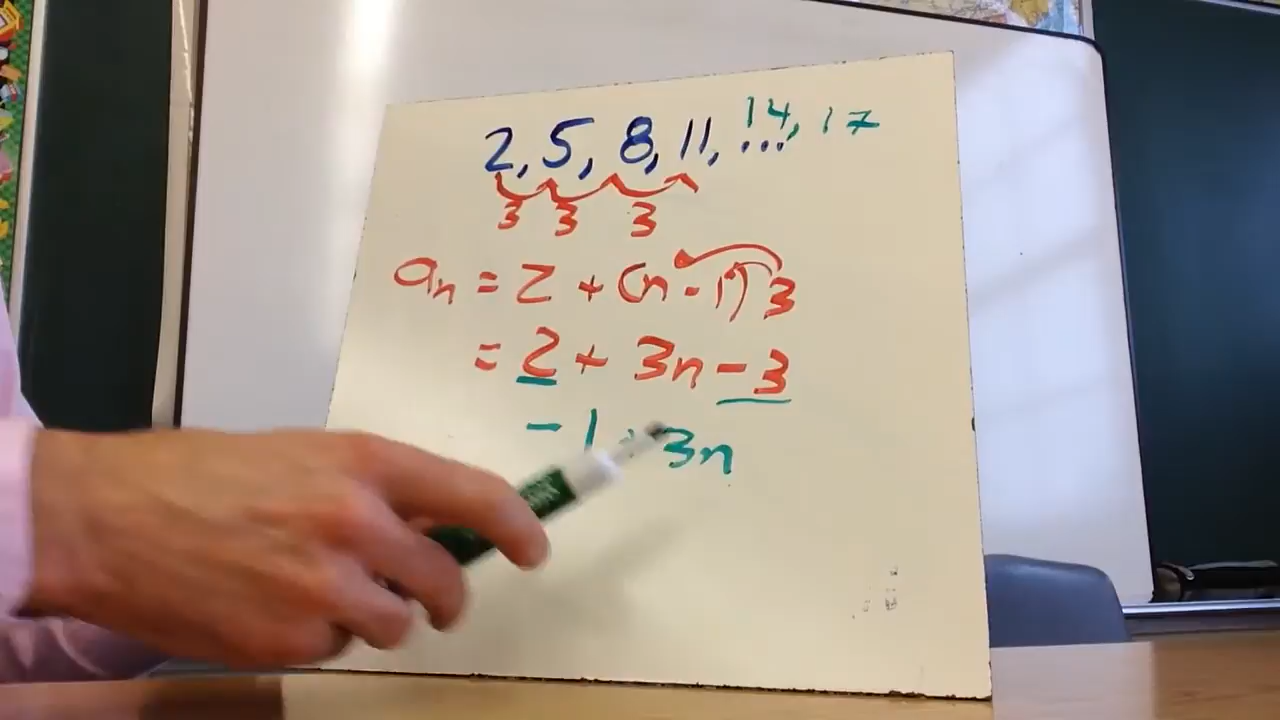 2, 5, 8, 11, ... 14, 17
3 3 3
an = 2 + (n - 1) 3
= 2 + 3n - 3
- 1 + 3n